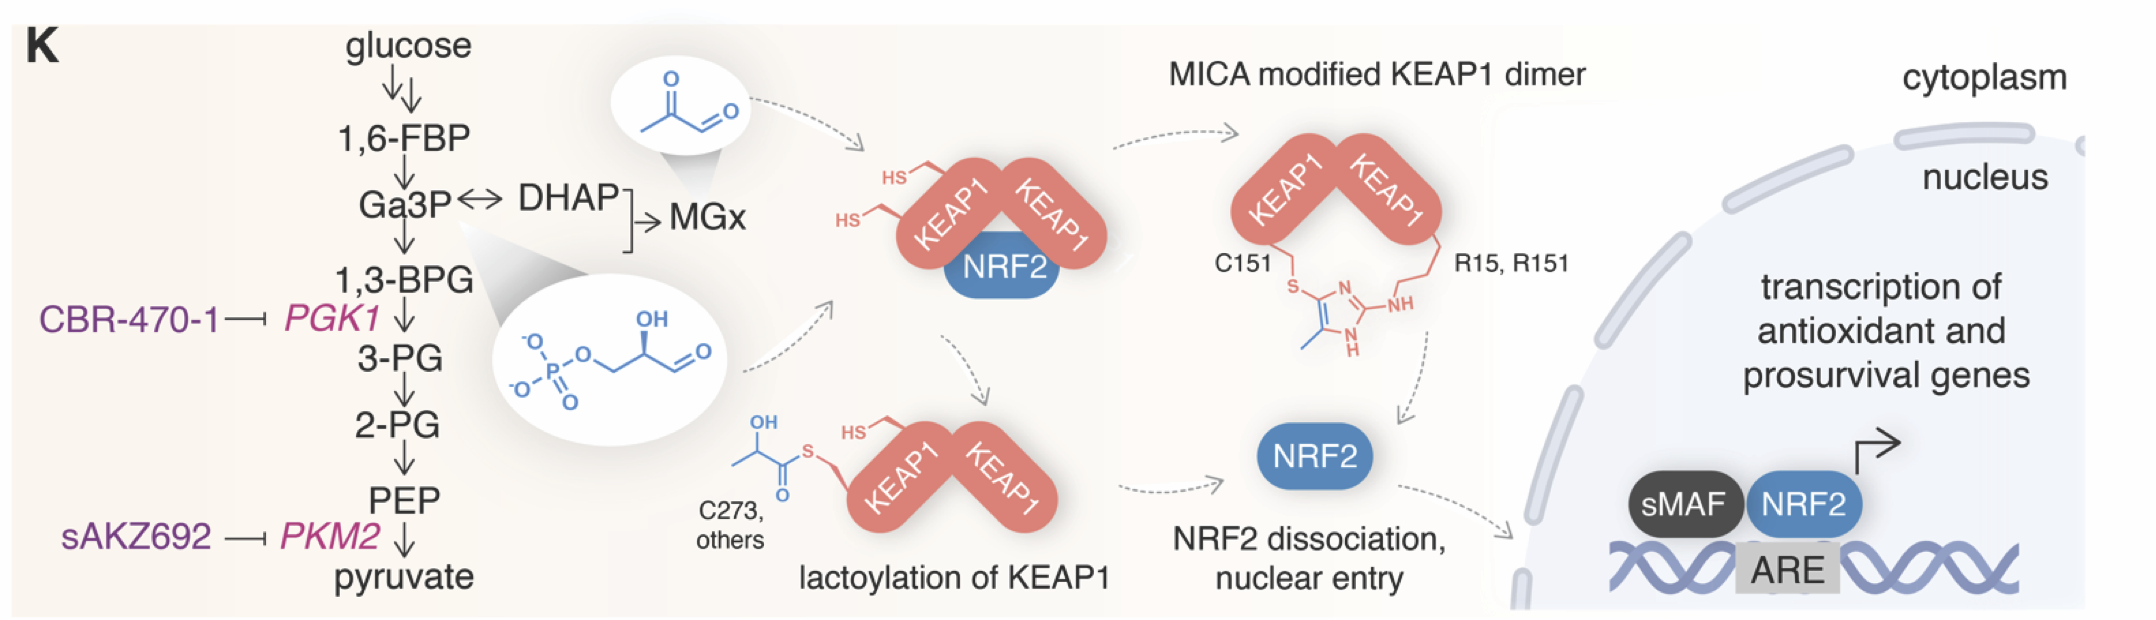 K
glucose
1,6-FBP
Ga3P
DHAP
MGx
1,3-BPG
CBR-470-1
PGK1
3-PG
2-PG
PEP
sAKZ692
PKM2
pyruvate
O
O
OH
-O
O
P
-O
O
O
HS
HS
KEAP1
KEAP1
NRF2
OH
S
O
HS
C273,
others
KEAP1
KEAP1
lactoylation of KEAP1
MICA modified KEAP1 dimer
KEAP1
KEAP1
C151
R15, R151
S
N
NH
N
H
NRF2
NRF2 dissociation,
nuclear entry
cytoplasm
nucleus
transcription of
antioxidant and
prosurvival genes
sMAF
NRF2
ARE